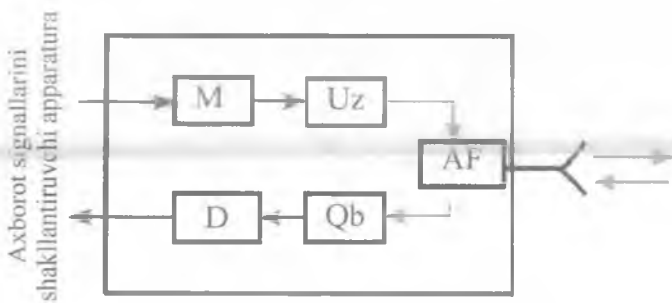 Axborot signallarini
shakllantiruvchi apparatura
M
Uz
AF
D
Qb